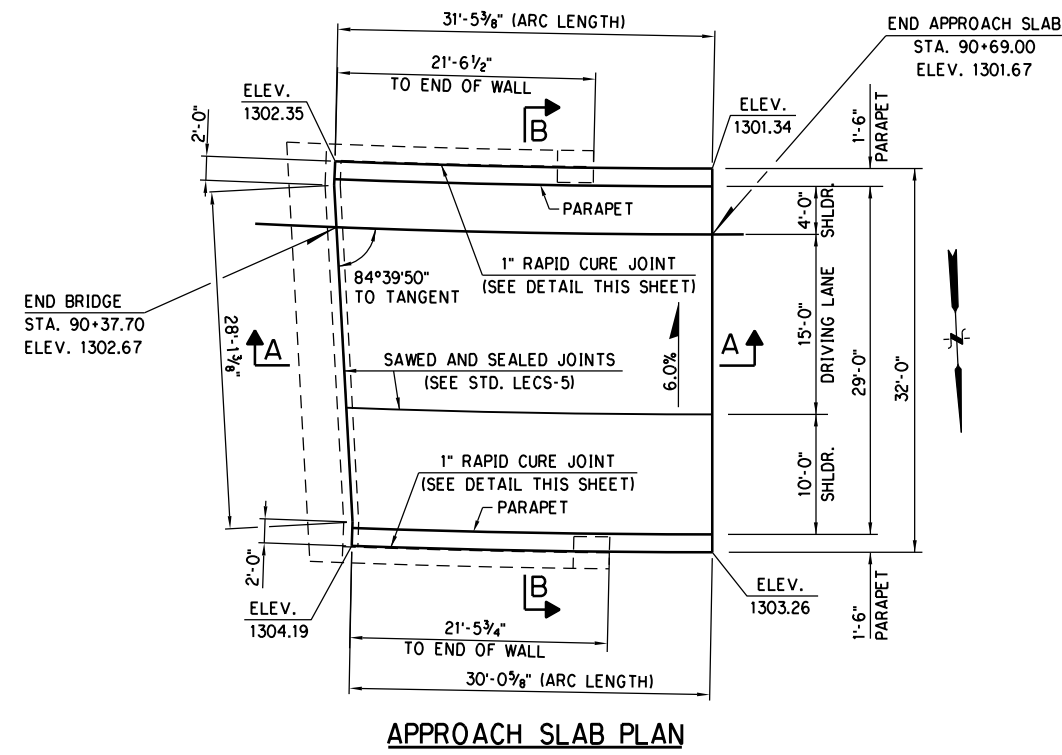 31'-5⅜" (ARC LENGTH)
END APPROACH SLAB
STA. 90+69.00
ELEV. 1301.67
21'-6½"
TO END OF WALL
ELEV.
1302.35
B
ELEV.
1301.34
2'-0"
1'-6"
PARAPET
PARAPET
4'-0"
SHLDR.
1" RAPID CURE JOINT
(SEE DETAIL THIS SHEET)
84°39'50"
TO TANGENT
END BRIDGE
STA. 90+37.70
ELEV. 1302.67
28'-1⅜"
A
SAWED AND SEALED JOINTS
(SEE STD. LECS-5)
6.0%
A
15'-0"
DRIVING LANE
29'-0"
32'-0"
N
1" RAPID CURE JOINT
(SEE DETAIL THIS SHEET)
PARAPET
10'-0"
SHLDR.
2'-0"
ELEV.
1304.19
B
ELEV.
1303.26
1'-6"
PARAPET
21'-5¾"
TO END OF WALL
30'-0⅝" (ARC LENGTH)
APPROACH SLAB PLAN